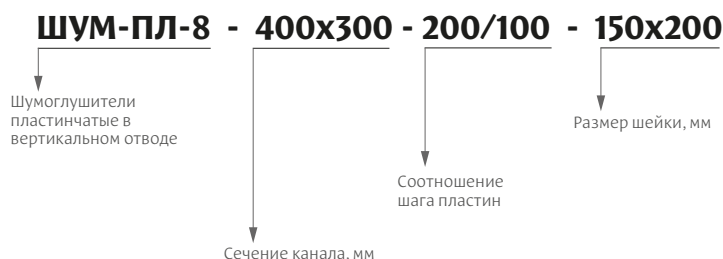 ШУМ-ПЛ-8 - 400x300 - 200/100 - 150x200
Шумоглушители
пластинчатые в
вертикальном отводе
Размер шейки, мм
Соотношение
шага пластин
Сечение канала, мм